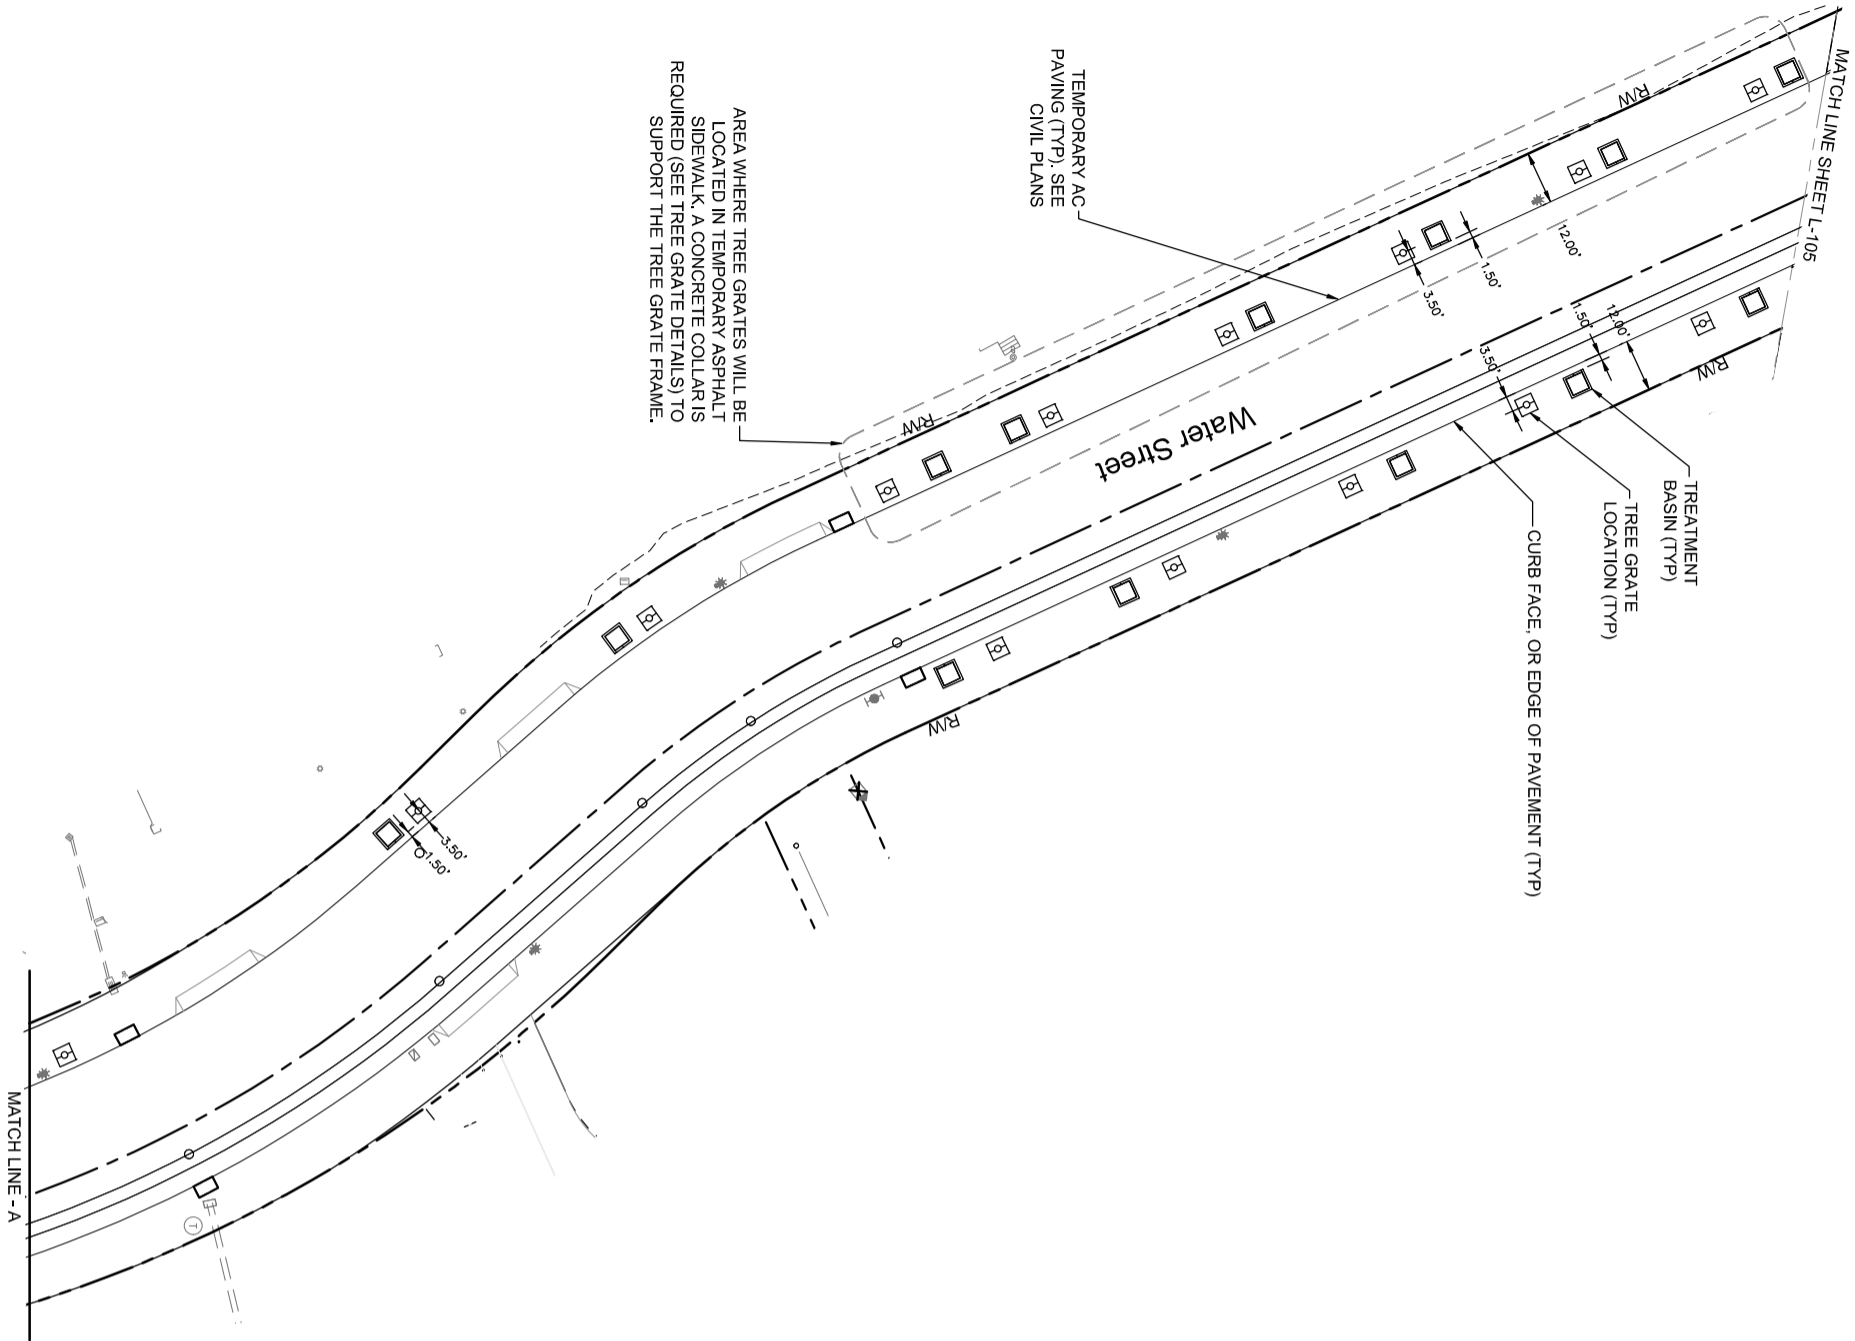 MATCH LINE SHEET L-105
TEMPORARY AC
PAVING (TYP). SEE
CIVIL PLANS
AREA WHERE TREE GRATES WILL BE
LOCATED IN TEMPORARY ASPHALT
SIDEWALK. A CONCRETE COLLAR IS
REQUIRED (SEE TREE GRATE DETAILS) TO
SUPPORT THE TREE GRATE FRAME.
R/W
R/W
12.00'
1.50'
3.50'
Water Street
12.00'
1.50'
3.50'
R/W
R/W
TREATMENT
BASIN (TYP)
TREE GRATE
LOCATION (TYP)
CURB FACE, OR EDGE OF PAVEMENT (TYP)
3.50'
1.50'
T
MATCH LINE - A